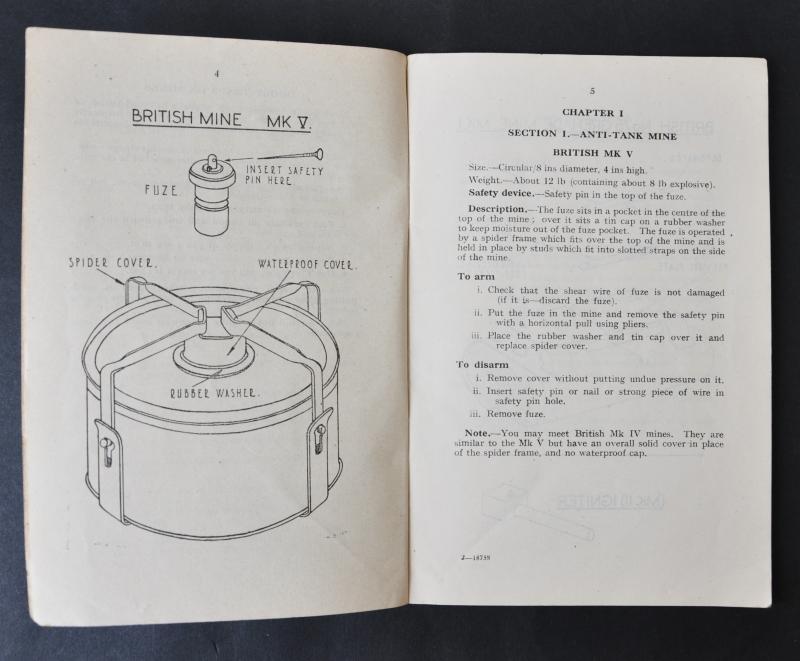 4
BRITISH MINE MK V.
INSERT SAFETY
PIN HERE
FUZE
SPIDER COVER.
WATERPROOF COVER.
RUBBER WASHER.
5
CHAPTER I
SECTION 1.—ANTI-TANK MINE
BRITISH MK V
Size.—Circular/8 ins diameter, 4 ins high.
Weight.—About 12 lb (containing about 8 lb explosive).
Safety device.—Safety pin in the top of the fuze.
Description.—The fuze sits in a pocket in the centre of the
top of the mine; over it sits a tin cap on a rubber washer
to keep moisture out of the fuze pocket. The fuze is operated
by a spider frame which fits over the top of the mine and is
held in place by studs which fit into slotted straps on the side
of the mine.
To arm
i. Check that the shear wire of fuze is not damaged
(if it is—discard the fuze).
ii. Put the fuze in the mine and remove the safety pin
with a horizontal pull using pliers.
iii. Place the rubber washer and tin cap over it and
replace spider cover.
To disarm
i. Remove cover without putting undue pressure on it.
ii. Insert safety pin or nail or strong piece of wire in
safety pin hole.
iii. Remove fuze.
Note.—You may meet British Mk IV mines. They are
similar to the Mk V but have an overall solid cover in place
of the spider frame, and no waterproof cap.
2—18758